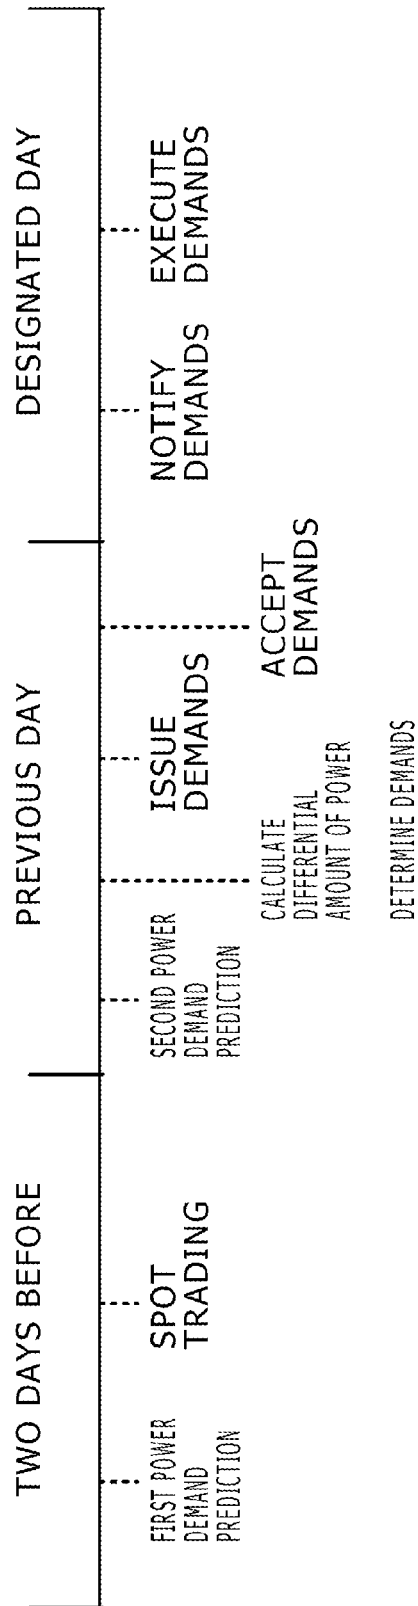 TWO DAYS BEFORE
PREVIOUS DAY
DESIGNATED DAY
FIRST POWER
DEMAND
PREDICTION
SPOT
TRADING
SECOND POWER
DEMAND
PREDICTION
CALCULATE
DIFFERENTIAL
AMOUNT OF POWER
DETERMINE DEMANDS
ISSUE
DEMANDS
ACCEPT
DEMANDS
NOTIFY
DEMANDS
EXECUTE
DEMANDS